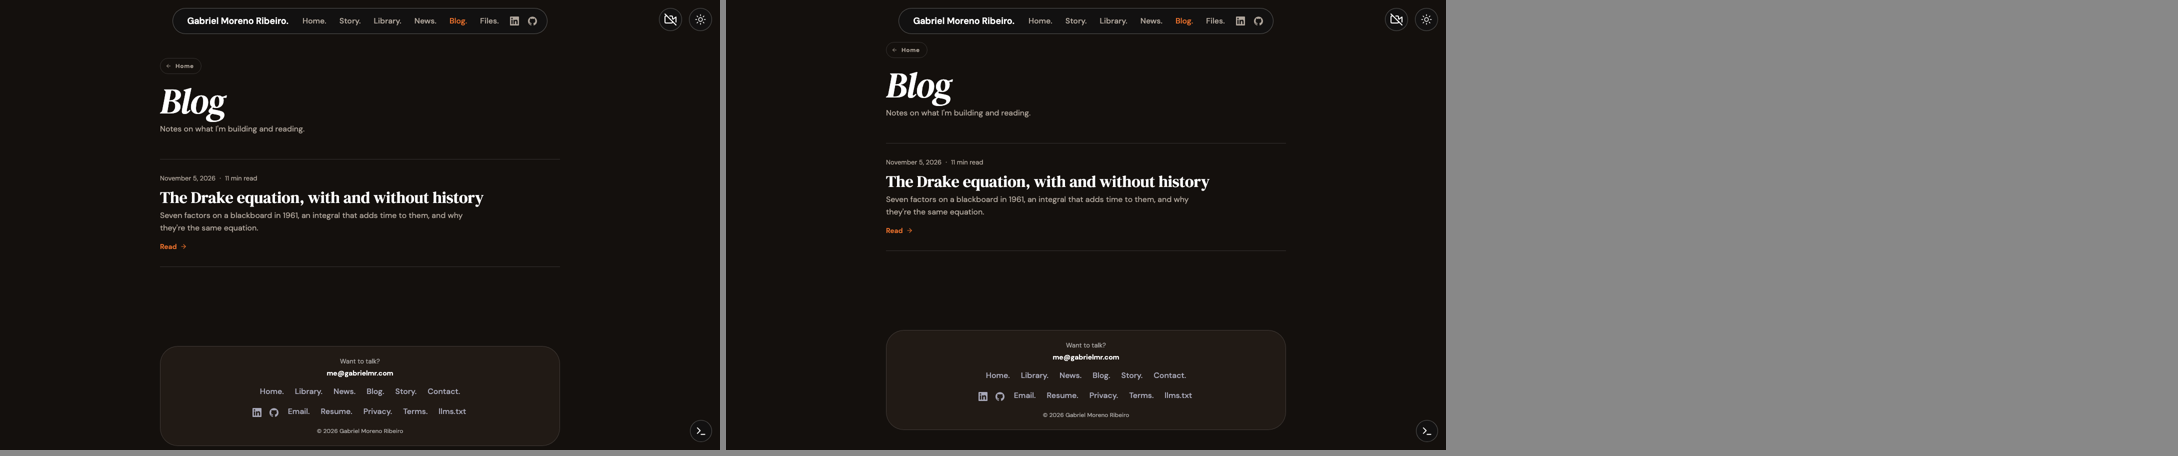 Gabriel Moreno Ribeiro. Home. Story. Library. News. Blog. Files.
← Home
Blog
Notes on what I'm building and reading.
November 5, 2026 · 11 min read
The Drake equation, with and without history
Seven factors on a blackboard in 1961, an integral that adds time to them, and why
they're the same equation.
Read →
Want to talk?
me@gabrielmr.com
Home. Library. News. Blog. Story. Contact.
Email. Resume. Privacy. Terms. llms.txt
© 2026 Gabriel Moreno Ribeiro
Gabriel Moreno Ribeiro. Home. Story. Library. News. Blog. Files.
← Home
Blog
Notes on what I'm building and reading.
November 5, 2026 · 11 min read
The Drake equation, with and without history
Seven factors on a blackboard in 1961, an integral that adds time to them, and why
they're the same equation.
Read →
Want to talk?
me@gabrielmr.com
Home. Library. News. Blog. Story. Contact.
Email. Resume. Privacy. Terms. llms.txt
© 2026 Gabriel Moreno Ribeiro